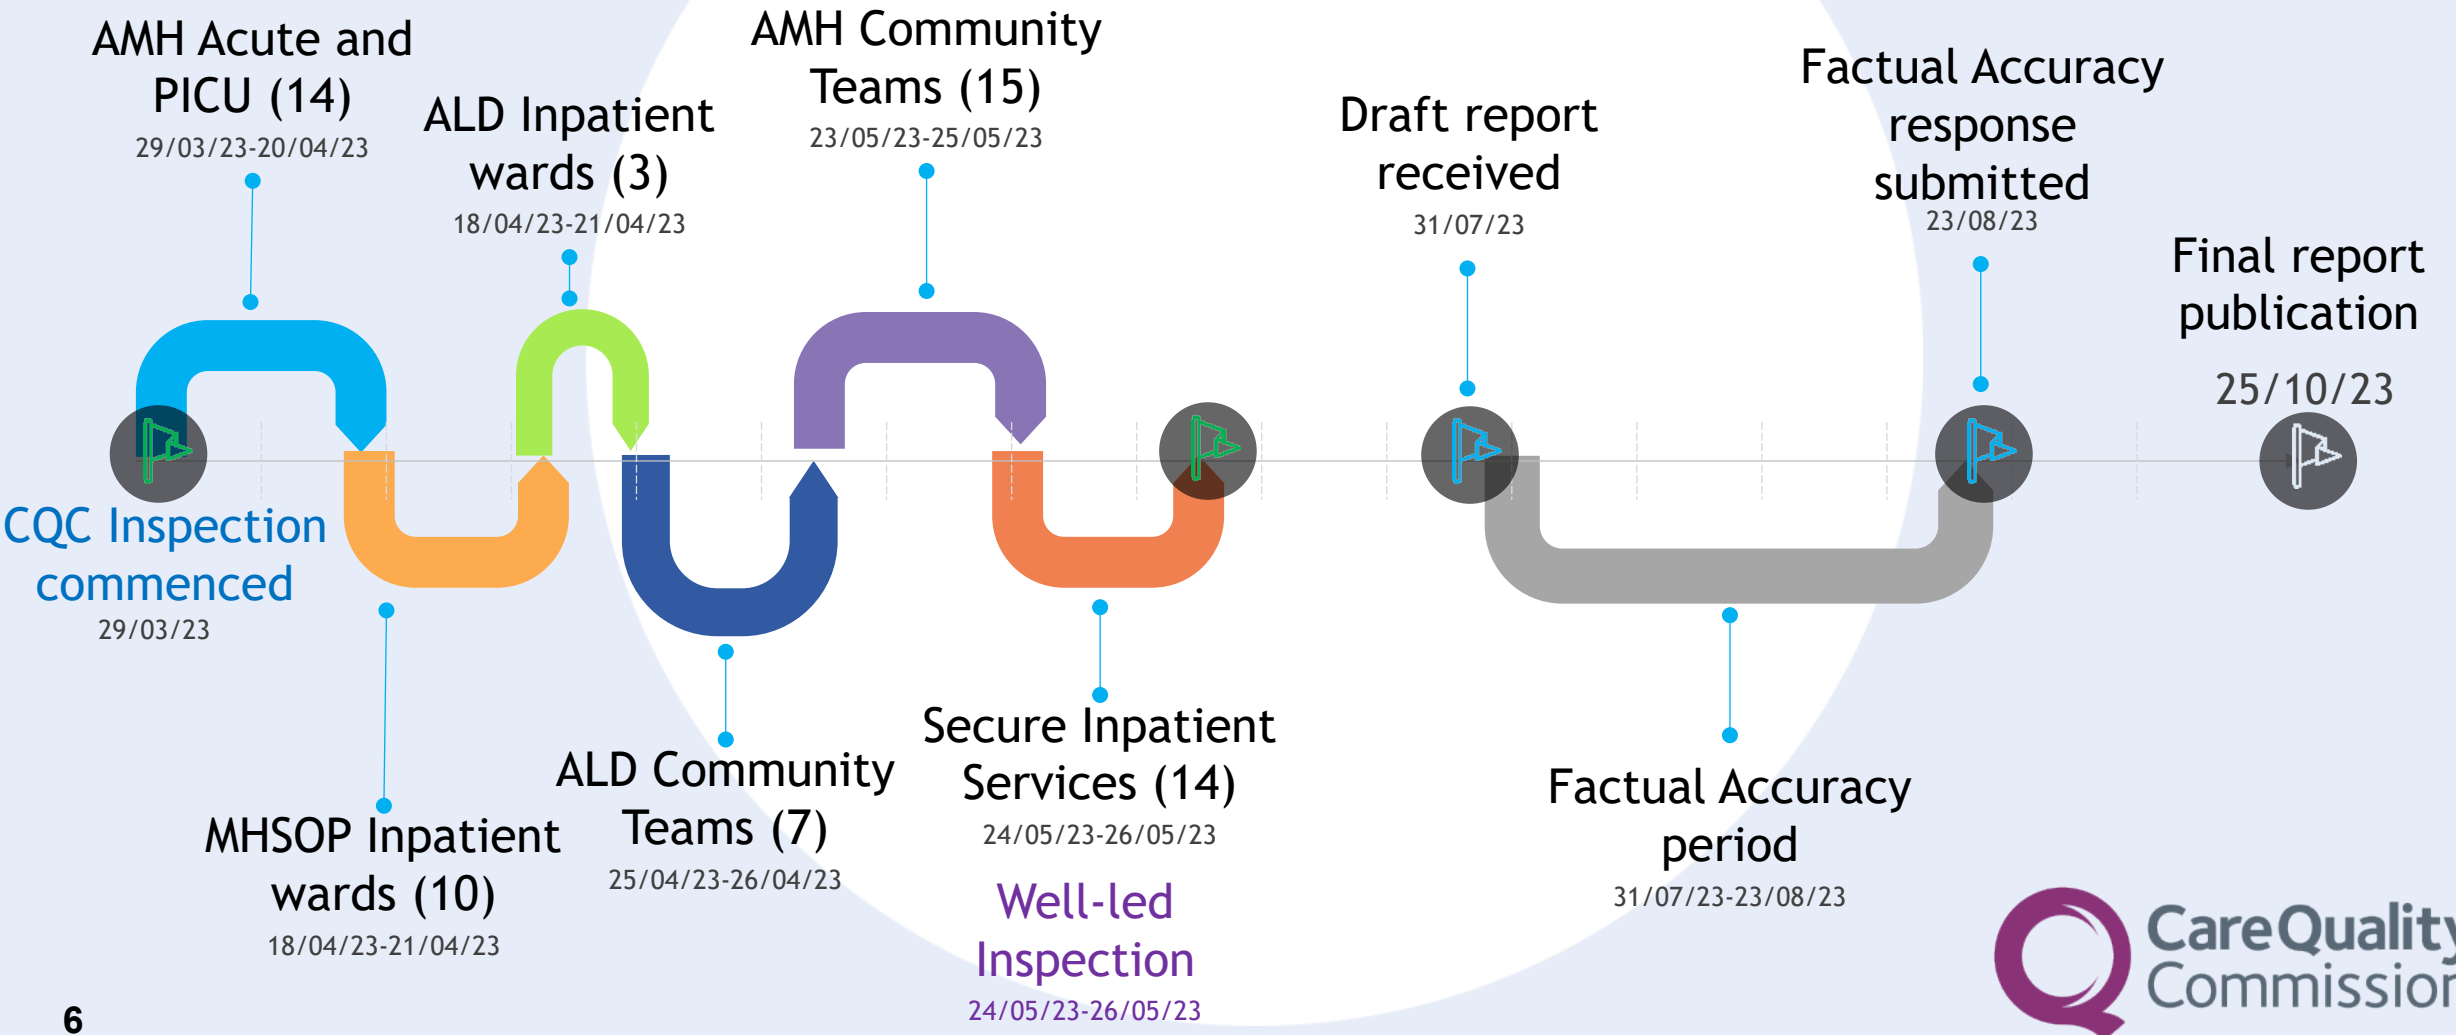 AMH Acute and
PICU (14)
29/03/23-20/04/23
ALD Inpatient
wards (3)
18/04/23-21/04/23
AMH Community
Teams (15)
23/05/23-25/05/23
Draft report
received
31/07/23
Factual Accuracy
response
submitted
23/08/23
Final report
publication
25/10/23
CQC Inspection
commenced
29/03/23
MHSOP Inpatient
wards (10)
18/04/23-21/04/23
ALD Community
Teams (7)
25/04/23-26/04/23
Secure Inpatient
Services (14)
24/05/23-26/05/23
Well-led
Inspection
24/05/23-26/05/23
Factual Accuracy
period
31/07/23-23/08/23
CareQuality
Commission
6